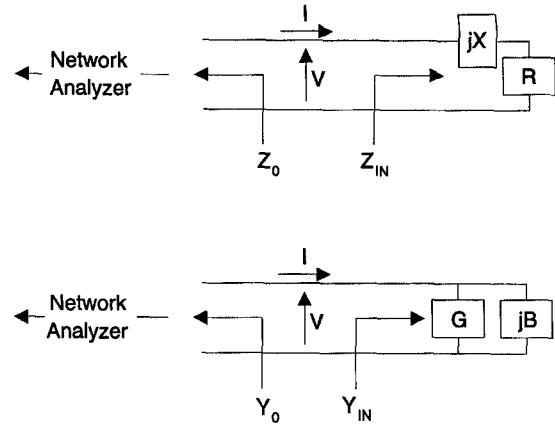 I
jX
Network
Analyzer
V
R
Z0
ZIN
I
Network
Analyzer
V
G
jB
Y0
YIN